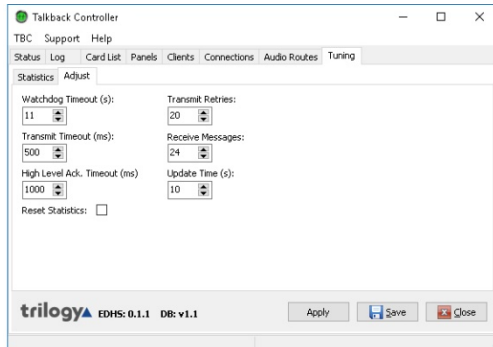 Talkback Controller
TBC Support Help
Status Log Card List Panels Clients Connections Audio Routes Tuning
Statistics Adjust
Watchdog Timeout (s): Transmit Retries:
11 20
Transmit Timeout (ms): Receive Messages:
500 24
High Level Ack. Timeout (ms) Update Time (s):
1000 10
Reset Statistics:
trilogy EDHS: 0.1.1 DB: v1.1 Apply Save Close